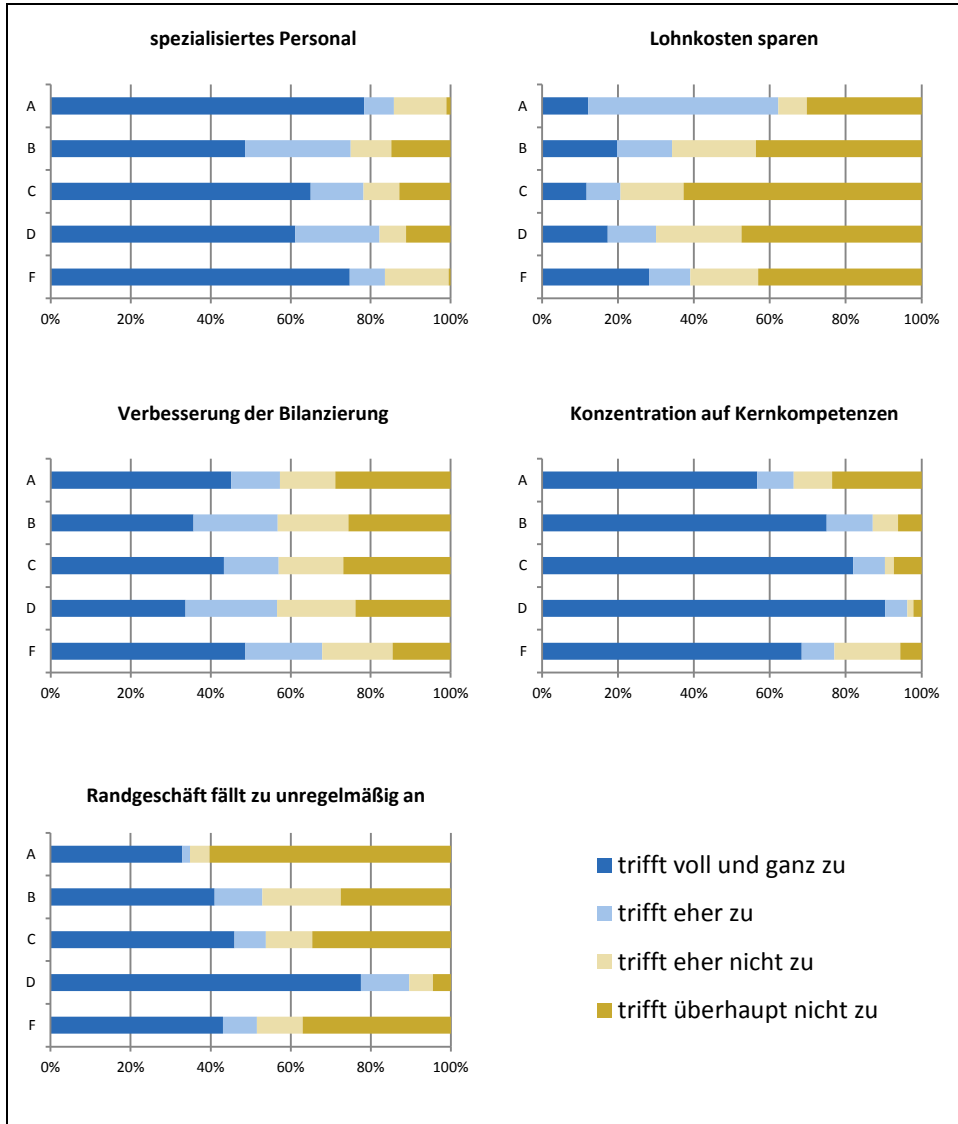 spezialisiertes Personal
A
B
C
D
F
0% 20% 40% 60% 80% 100%
Lohnkosten sparen
A
B
C
D
F
0% 20% 40% 60% 80% 100%
Verbesserung der Bilanzierung
A
B
C
D
F
0% 20% 40% 60% 80% 100%
Konzentration auf Kernkompetenzen
A
B
C
D
F
0% 20% 40% 60% 80% 100%
Randgeschäft fällt zu unregelmäßig an
A
B
C
D
F
0% 20% 40% 60% 80% 100%
trifft voll und ganz zu
trifft eher zu
trifft eher nicht zu
trifft überhaupt nicht zu